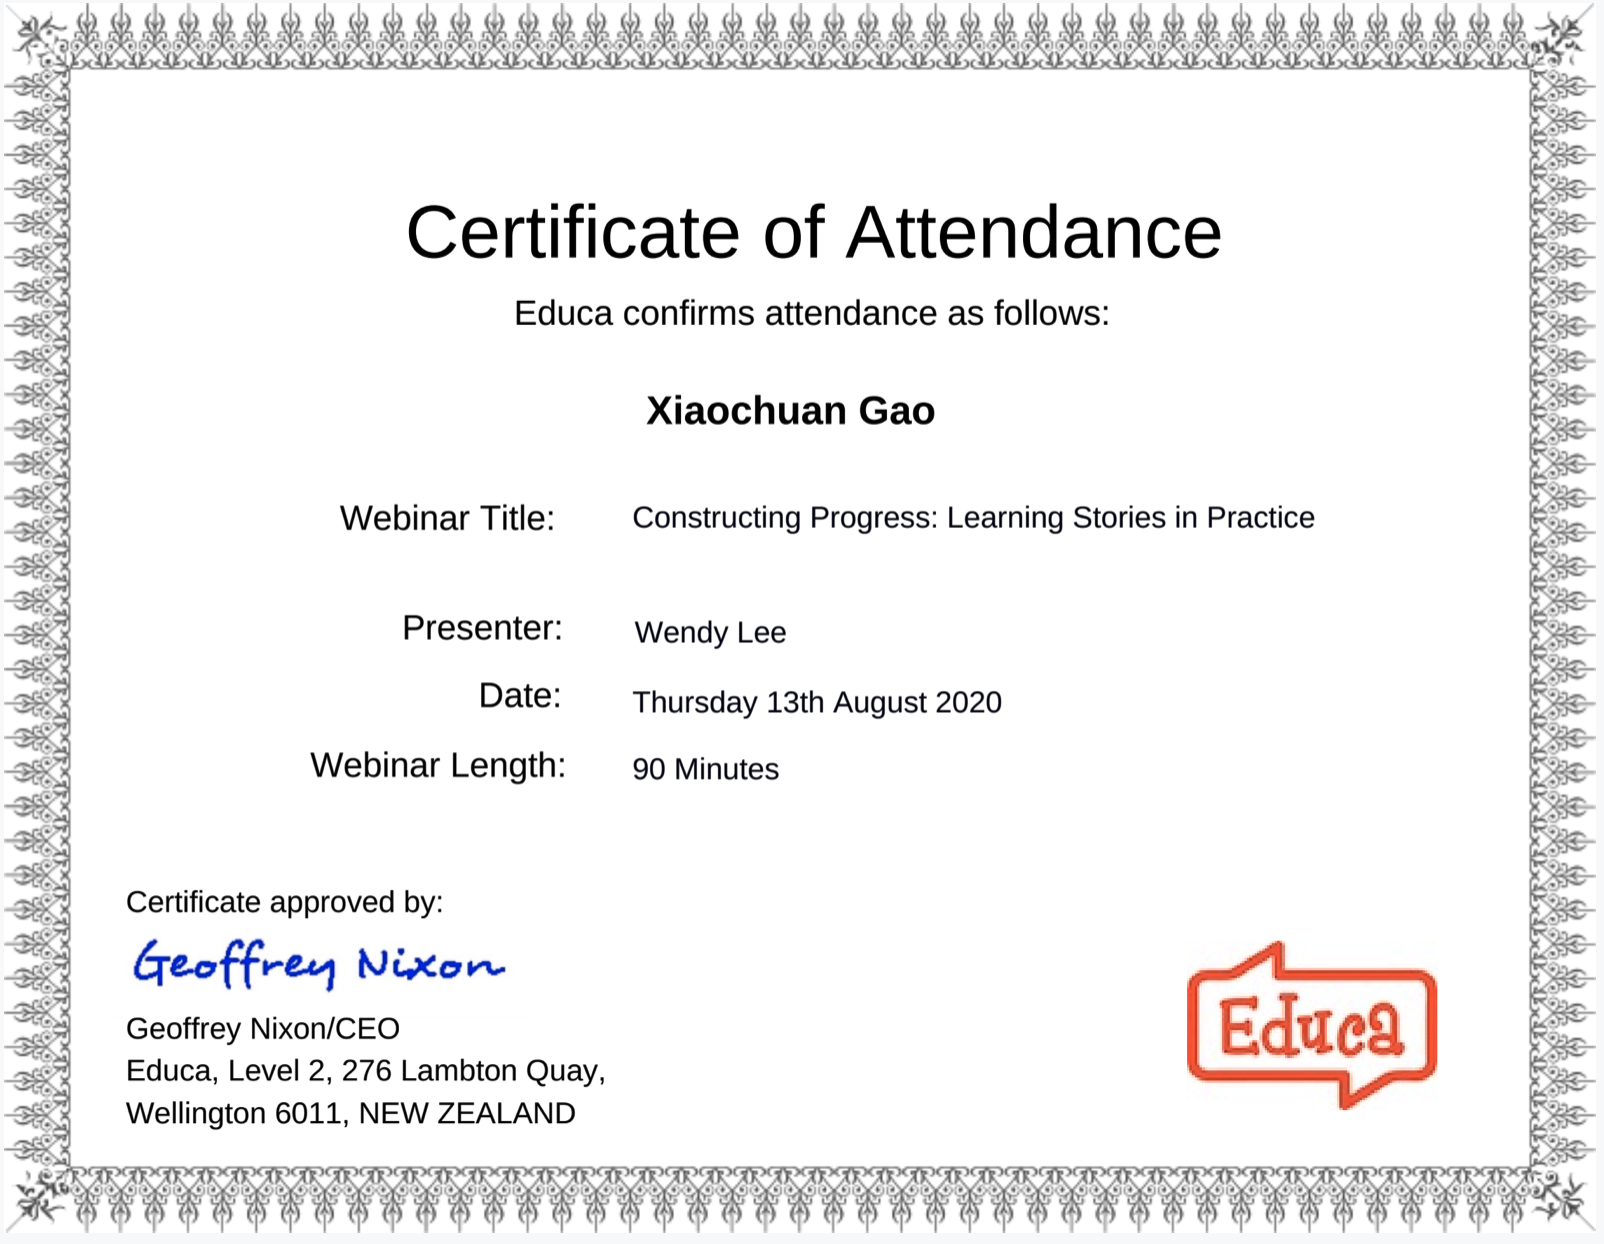 Certificate of Attendance
Educa confirms attendance as follows:
Xiaochuan Gao
Webinar Title: Constructing Progress: Learning Stories in Practice
Presenter: Wendy Lee
Date: Thursday 13th August 2020
Webinar Length: 90 Minutes
Certificate approved by:
Geoffrey Nixon
Geoffrey Nixon/CEO
Educa, Level 2, 276 Lambton Quay,
Wellington 6011, NEW ZEALAND
Educa